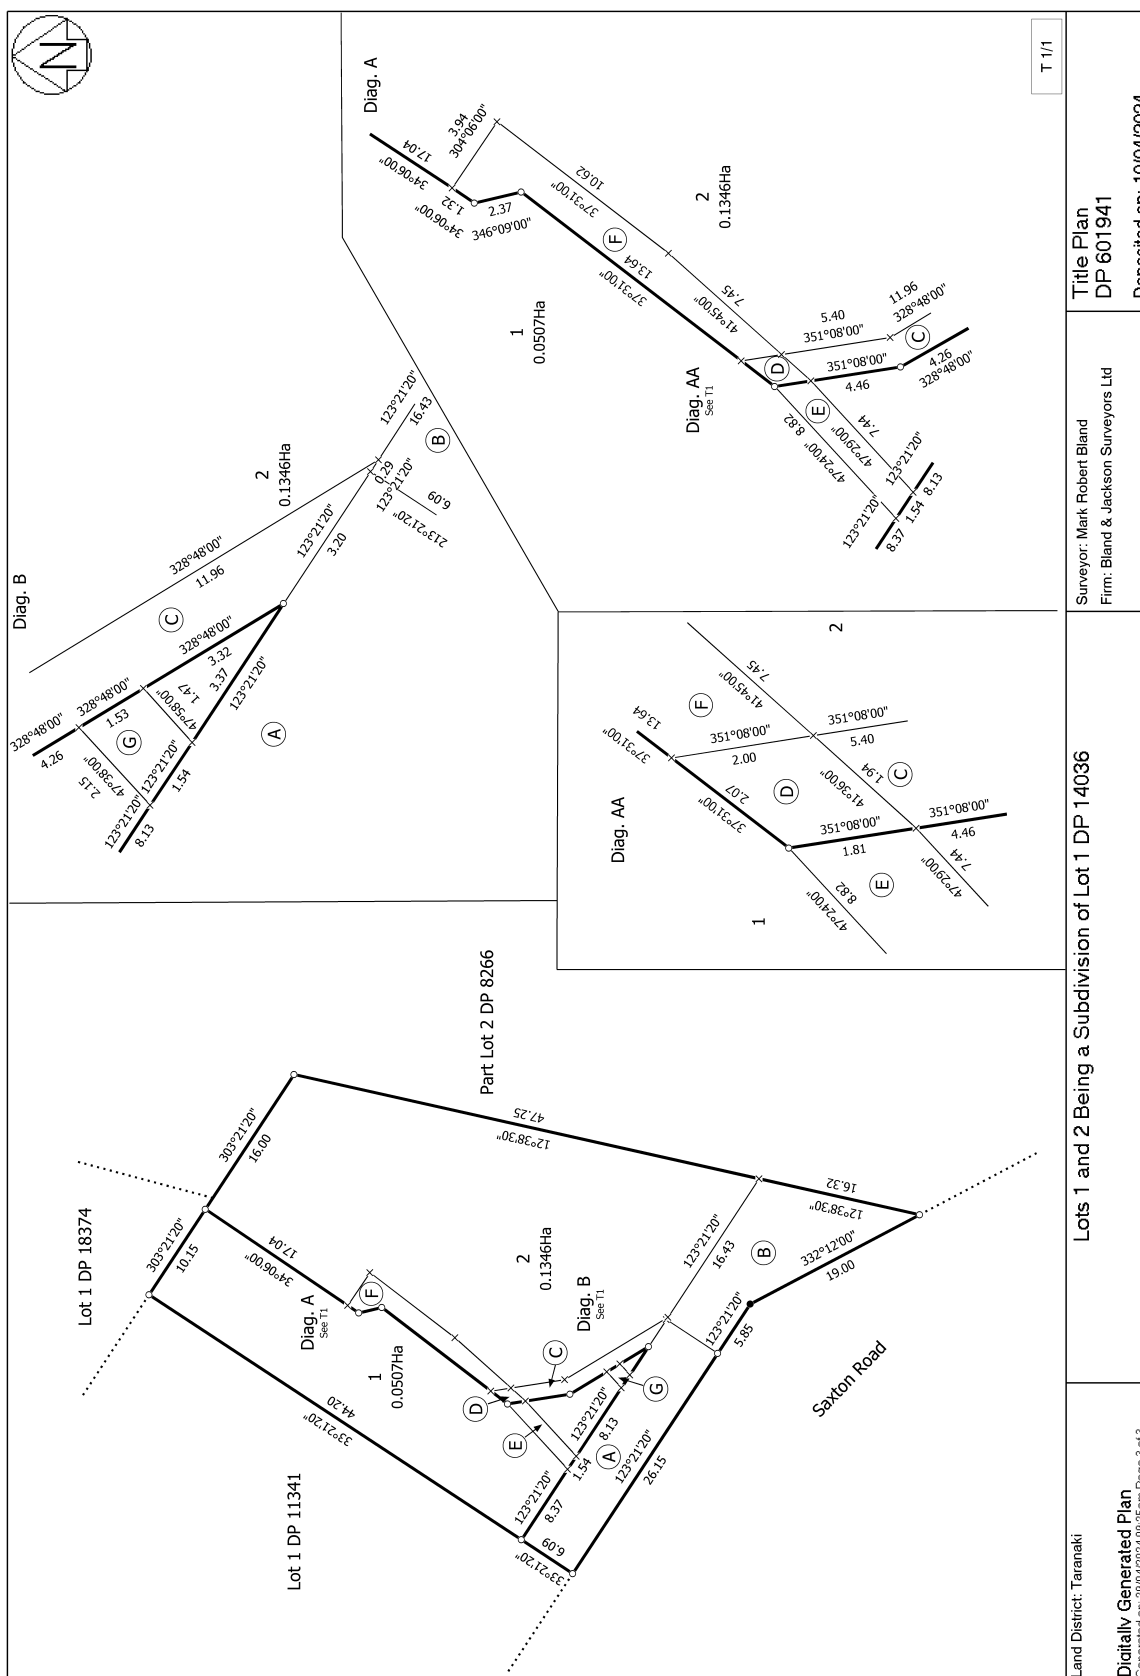 N
Diag. B
328°48'00"
4.26
328°48'00"
1.53
328°48'00"
3.32
C
328°48'00"
11.96
G
2.15
47°38'00"
1.47
47°58'00"
3.37
123°21'20"
123°21'20"
8.13
123°21'20"
1.54
A
123°21'20"
3.20
2
0.1346Ha
0.29
123°21'20"
123°21'20"
16.43
B
6.09
213°21'20"
Diag. A
17.04
34°06'00"
3.94
304°06'00"
1.32
34°06'00"
2.37
346°09'00"
10.62
37°31'00"
F
13.64
37°31'00"
2
0.1346Ha
1
0.0507Ha
7.45
41°45'00"
Diag. AA
See T1
D
5.40
351°08'00"
11.96
328°48'00"
C
351°08'00"
4.46
4.26
328°48'00"
E
8.82
47°24'00"
7.44
47°29'00"
123°21'20"
8.37
1.54
123°21'20"
8.13
T 1/1
Diag. AA
13.64
37°31'00"
F
7.45
41°45'00"
2
351°08'00"
2.00
351°08'00"
5.40
2.07
37°31'00"
D
1.94
41°36'00"
C
351°08'00"
1.81
351°08'00"
4.46
8.82
47°24'00"
E
7.44
47°29'00"
1
Lot 1 DP 18374
Part Lot 2 DP 8266
Lot 1 DP 11341
303°21'20"
10.15
303°21'20"
16.00
47.25
12°38'30"
16.32
12°38'30"
17.04
34°06'00"
Diag. A
See T1
F
1
0.0507Ha
2
0.1346Ha
Diag. B
See T1
44.20
33°21'20"
C
D
E
G
A
B
123°21'20"
8.37
1.54
123°21'20"
8.13
123°21'20"
16.43
6.09
33°21'20"
123°21'20"
26.15
123°21'20"
5.85
332°12'00"
19.00
Saxton Road
Land District: Taranaki
Digitally Generated Plan
Lots 1 and 2 Being a Subdivision of Lot 1 DP 14036
Surveyor: Mark Robert Bland
Firm: Bland & Jackson Surveyors Ltd
Title Plan
DP 601941
Deposited on: 10/04/2024